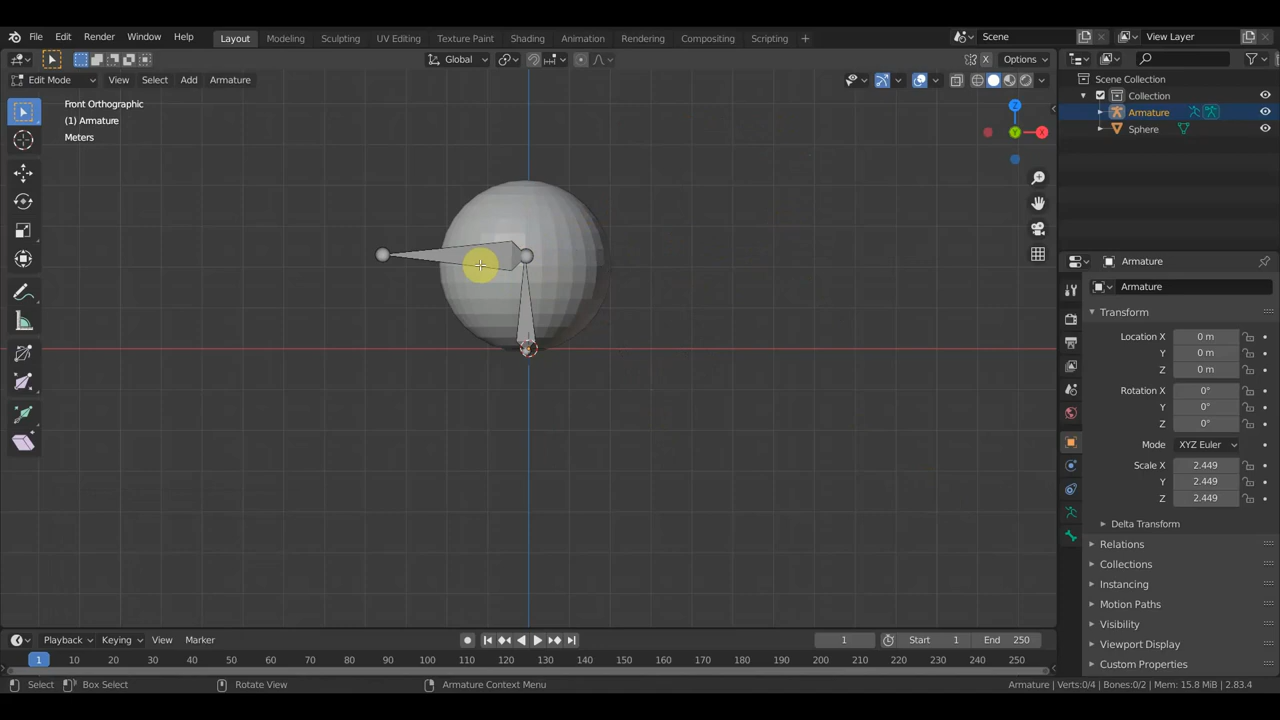 File Edit Render Window Help Layout Modeling Sculpting UV Editing Texture Paint Shading Animation Rendering Compositing Scripting + Scene View Layer
Global X Options
Edit Mode View Select Add Armature
Front Orthographic
(1) Armature
Meters
Z
Y
X
Scene Collection
Collection
Armature
Sphere
Armature
Armature
Transform
Location X 0 m
Y 0 m
Z 0 m
Rotation X 0°
Y 0°
Z 0°
Mode XYZ Euler
Scale X 2.449
Y 2.449
Z 2.449
Delta Transform
Relations
Collections
Instancing
Motion Paths
Visibility
Viewport Display
Custom Properties
Playback Keying View Marker 1 Start 1 End 250
1 10 20 30 40 50 60 70 80 90 100 110 120 130 140 150 160 170 180 190 200 210 220 230 240 250
Select Box Select Rotate View Armature Context Menu Armature | Verts:0/4 | Bones:0/2 | Mem: 15.8 MiB | 2.83.4